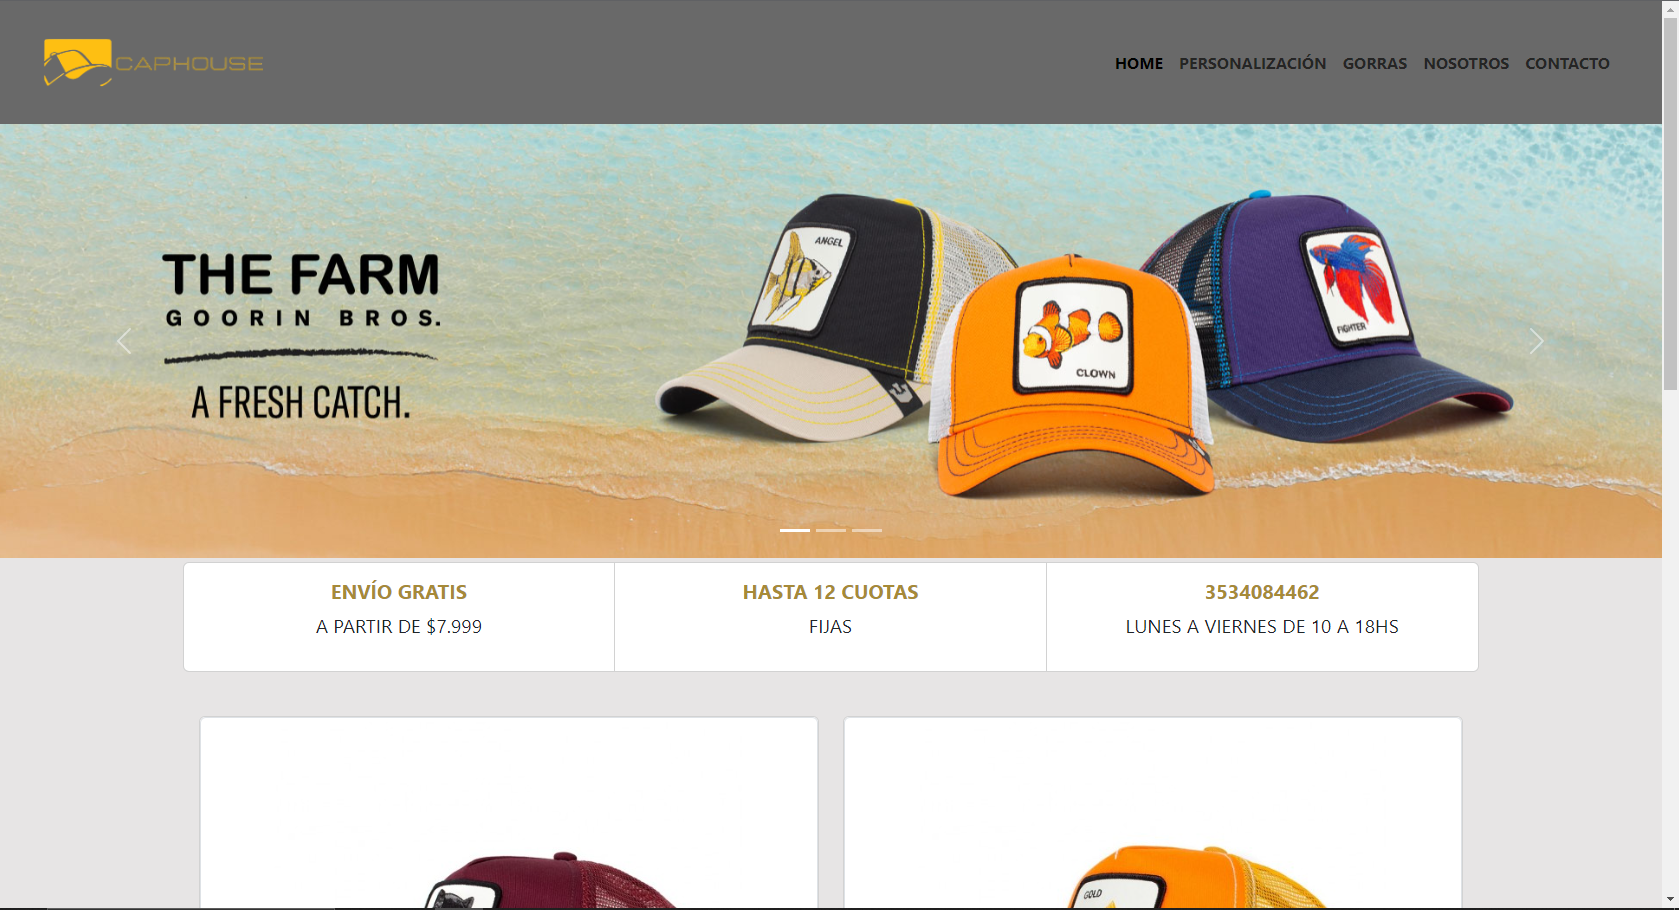 CAPHOUSE
HOME PERSONALIZACIÓN GORRAS NOSOTROS CONTACTO
THE FARM
GOORIN BROS.
A FRESH CATCH.
ANGEL
CLOWN
FIGHTER
ENVÍO GRATIS
A PARTIR DE $7.999
HASTA 12 CUOTAS
FIJAS
3534084462
LUNES A VIERNES DE 10 A 18HS
GOLD